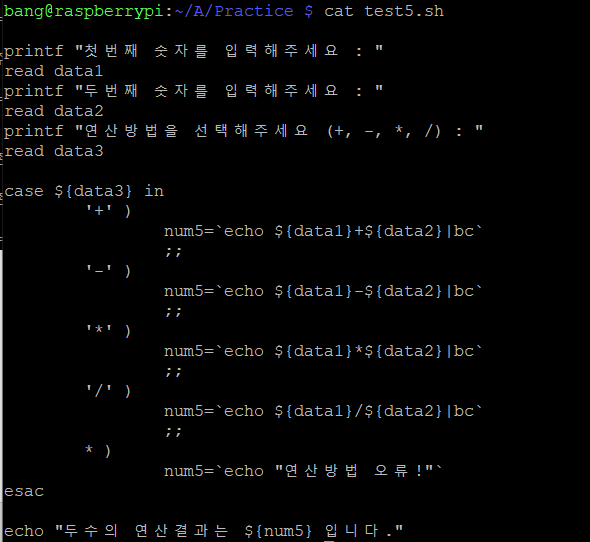 bang@raspberrypi:~/A/Practice $ cat test5.sh
printf "첫번째 숫자를 입력해주세요 : "
read data1
printf "두번째 숫자를 입력해주세요 : "
read data2
printf "연산방법을 선택해주세요 (+, -, *, /) : "
read data3
case ${data3} in
'+' )
num5=`echo ${data1}+${data2}|bc`
;;
'-' )
num5=`echo ${data1}-${data2}|bc`
;;
'*' )
num5=`echo ${data1}*${data2}|bc`
;;
'/' )
num5=`echo ${data1}/${data2}|bc`
;;
* )
num5=`echo "연산방법 오류!"`
esac
echo "두수의 연산결과는 ${num5} 입니다."